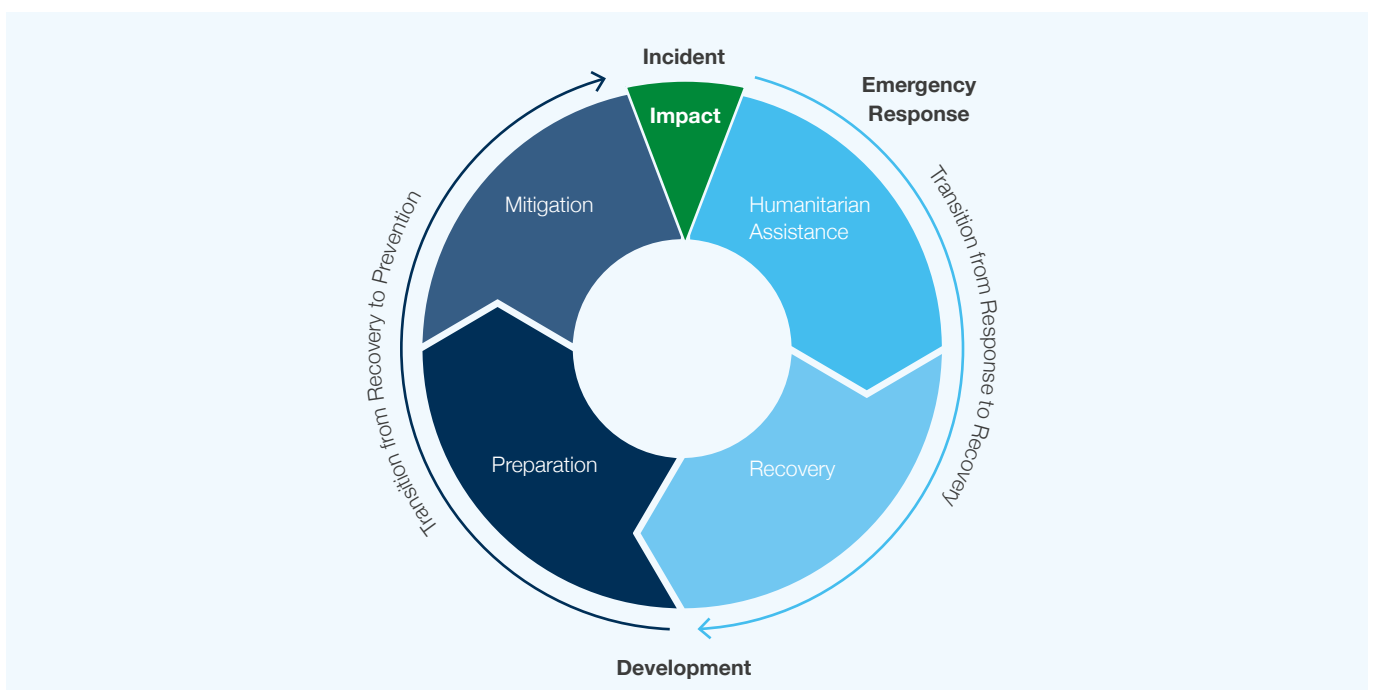 Incident
Impact
Emergency
Response
Mitigation
Humanitarian
Assistance
Transition from Recovery to Prevention
Transition from Response to Recovery
Preparation
Recovery
Development